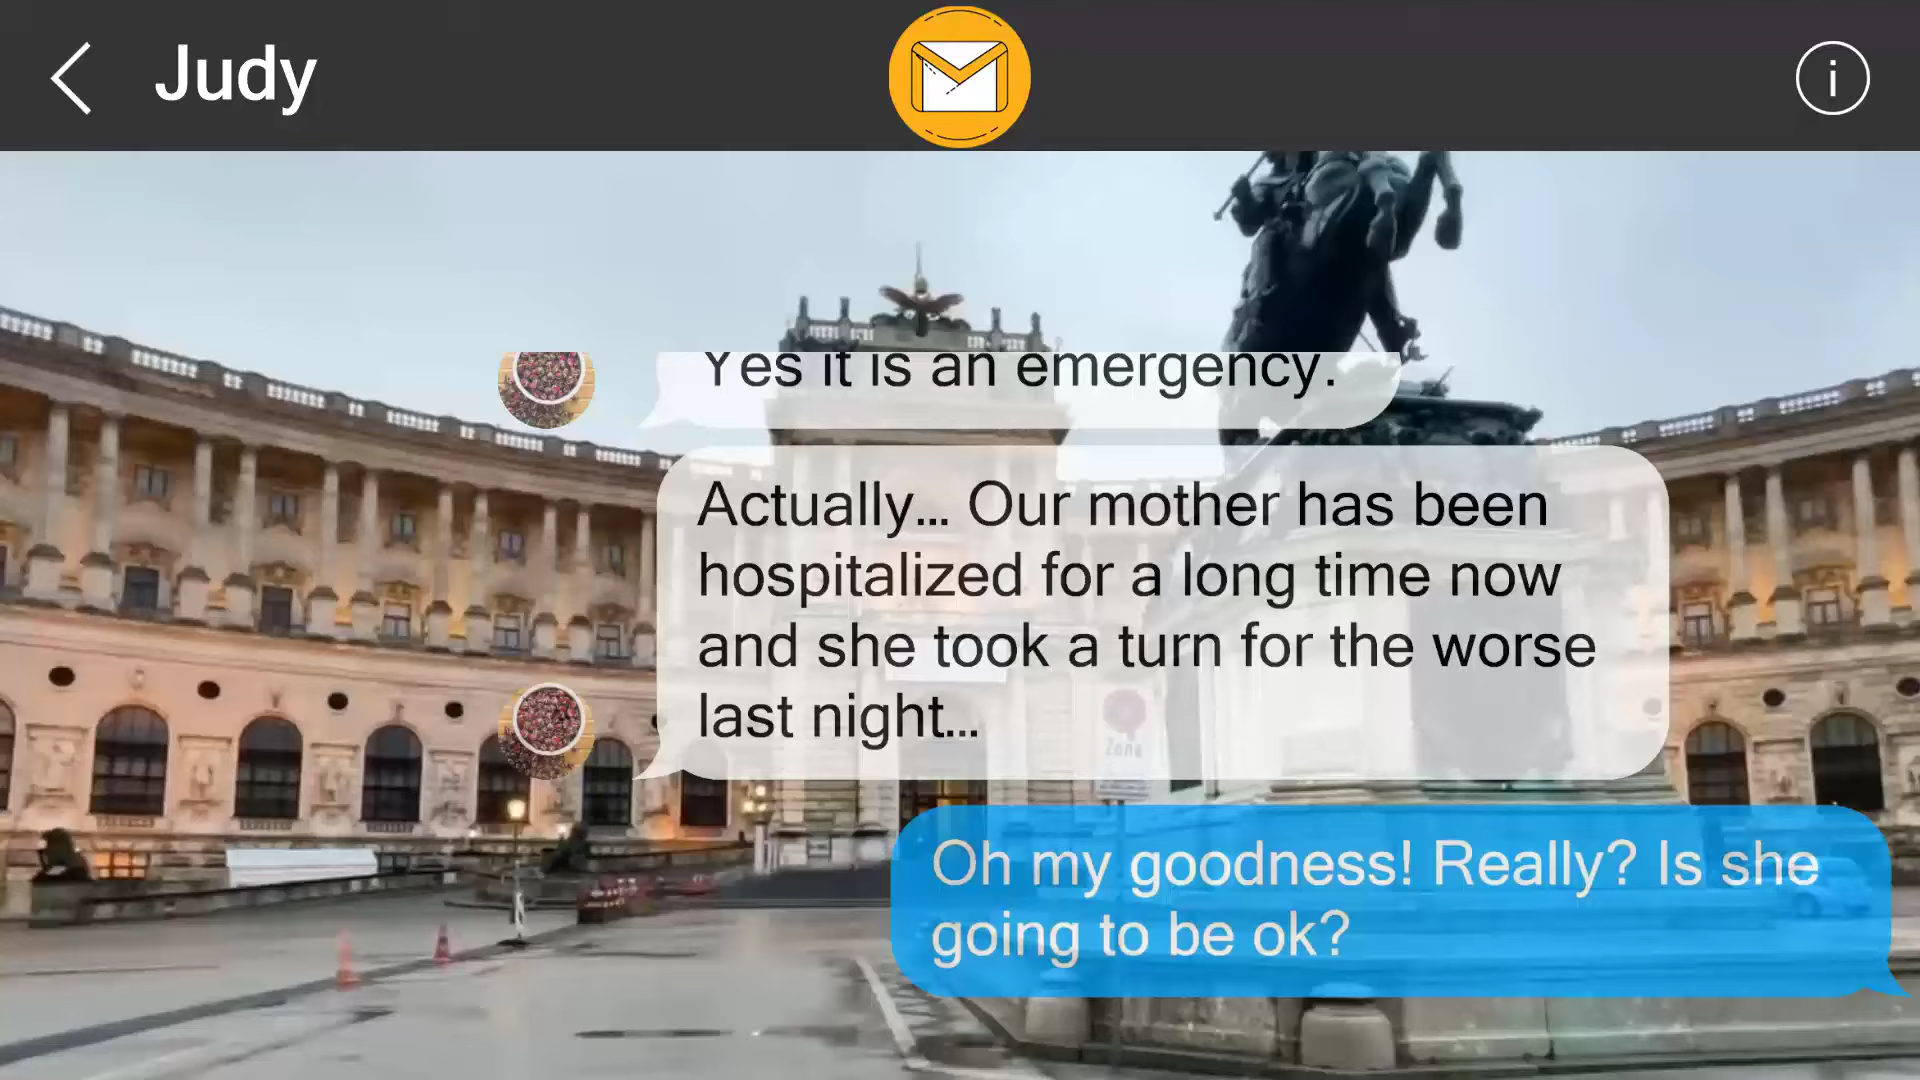 Judy
Yes it is an emergency.
Actually... Our mother has been
hospitalized for a long time now
and she took a turn for the worse
last night...
Zone
Oh my goodness! Really? Is she
going to be ok?